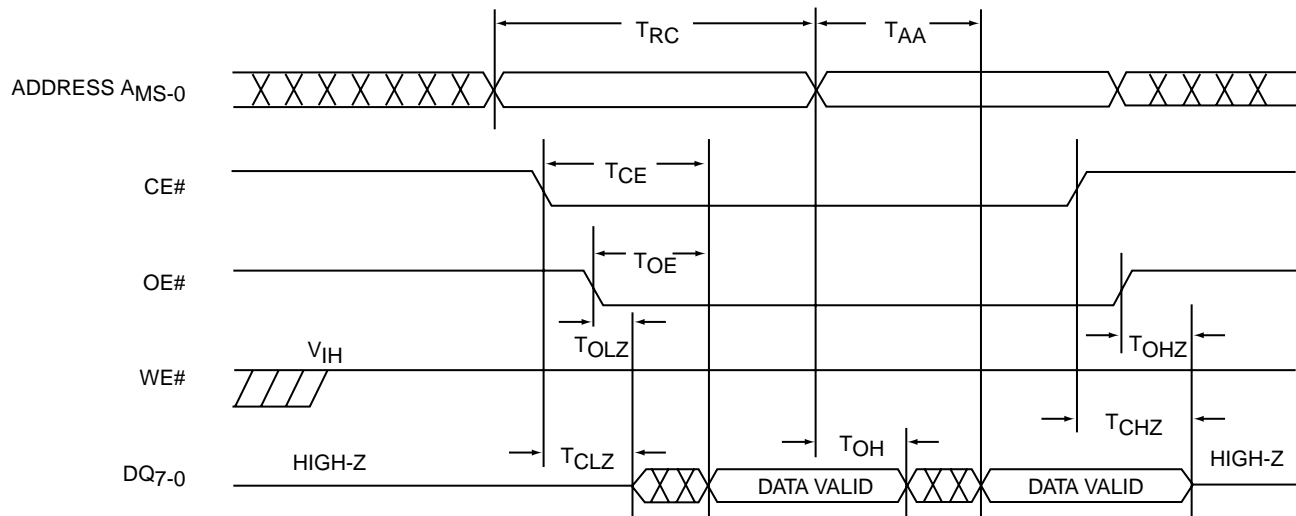 TRC TAA
ADDRESS AMS-0
TCE
CE#
TOE
OE#
TOLZ TOHZ
VIH
WE#
TCHZ
TOH
HIGH-Z TCLZ HIGH-Z
DQ7-0 DATA VALID DATA VALID